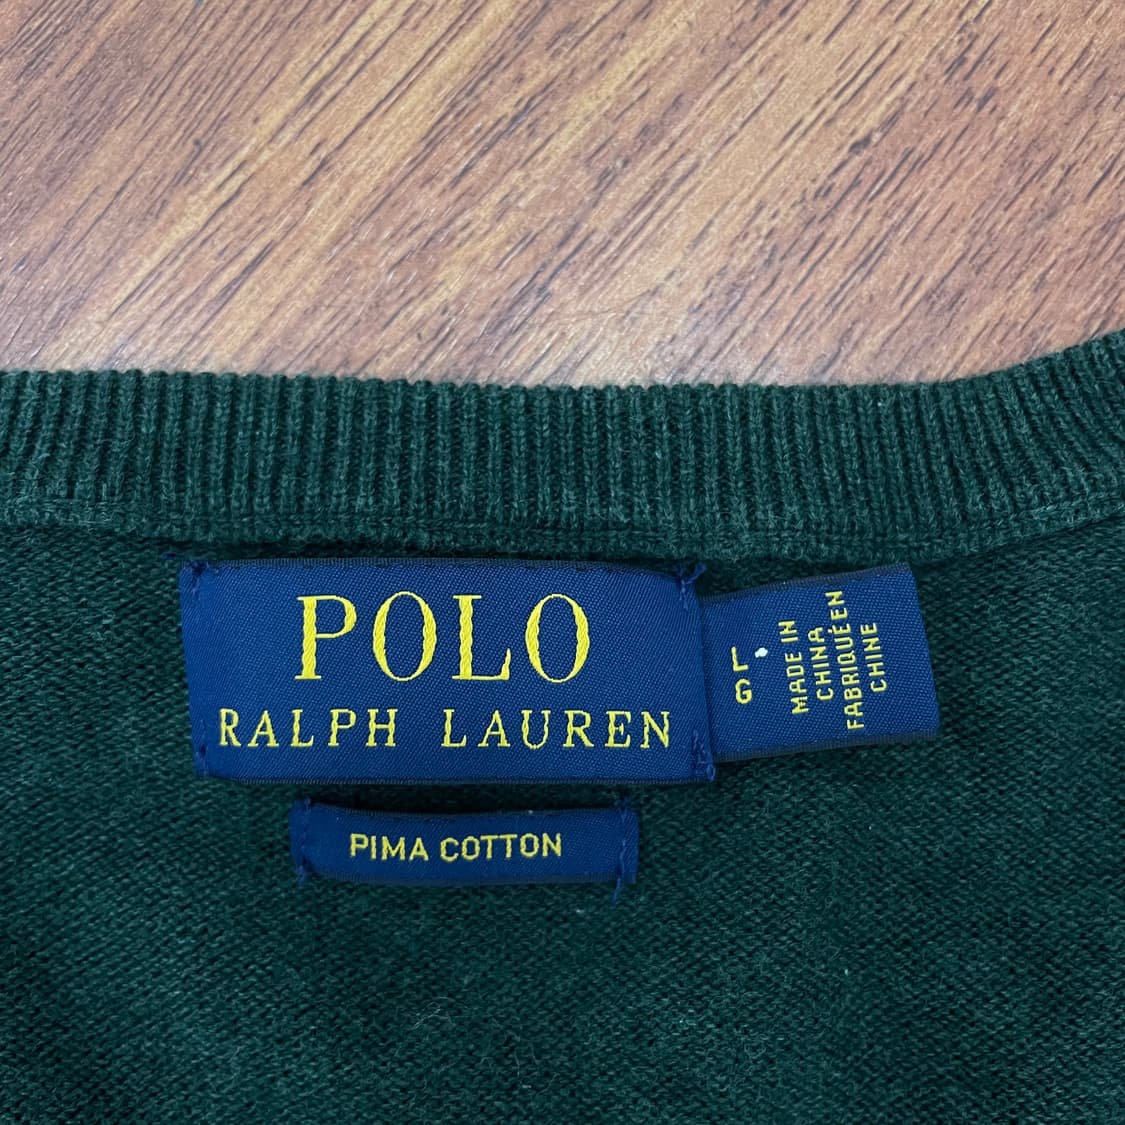 POLO
RALPH LAUREN
G L
MADE IN
CHINA
FABRIQUÉ EN
CHINE
PIMA COTTON